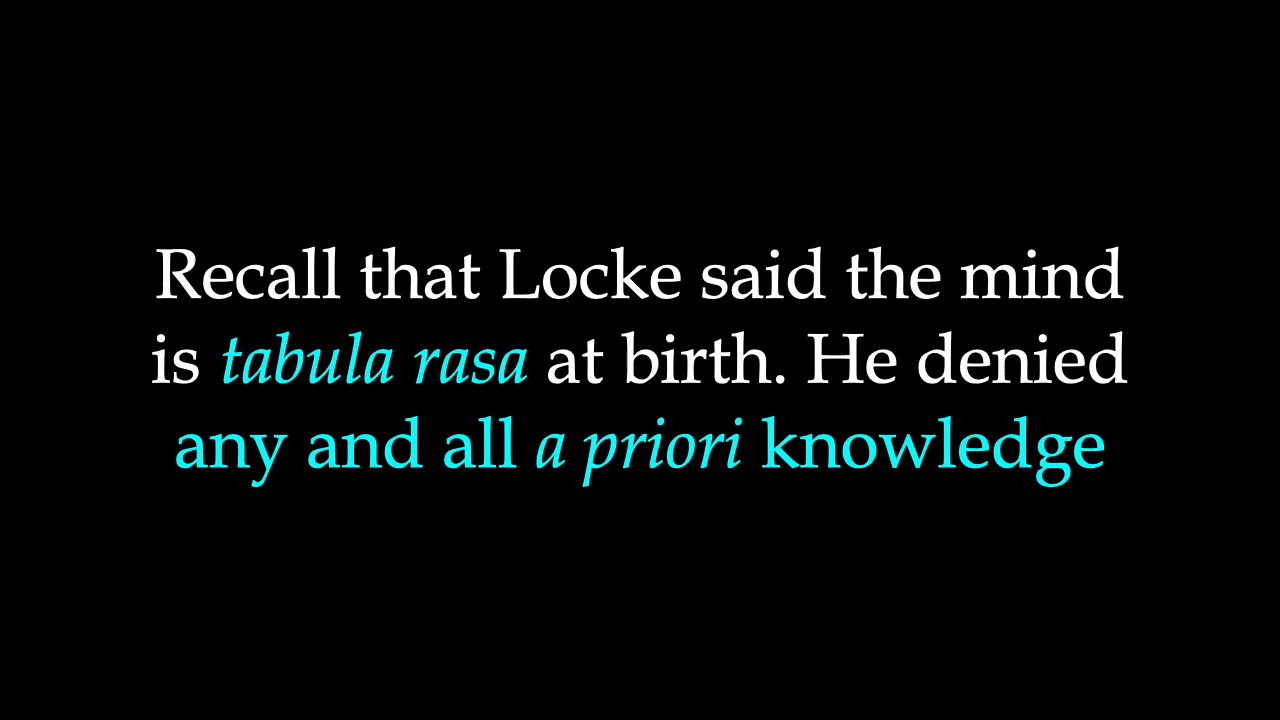 Recall that Locke said the mind
is tabula rasa at birth. He denied
any and all a priori knowledge